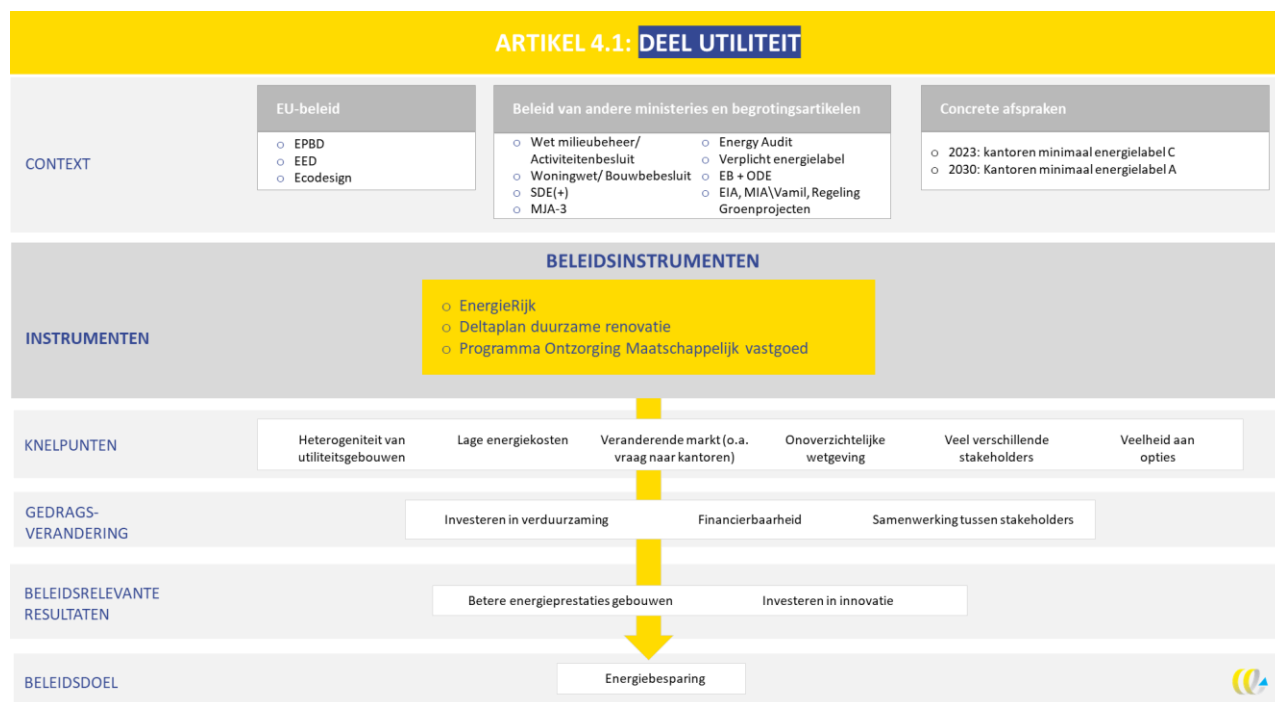 ARTIKEL 4.1: DEEL UTILITEIT
CONTEXT
EU-beleid
o EPBD
o EED
o Ecodesign
Beleid van andere ministeries en begrotingsartikelen
o Wet milieubeheer/
Activiteitenbesluit
o Woningwet/ Bouwbebesluit
o SDE(+)
o MJA-3
o Energy Audit
o Verplicht energielabel
o EB + ODE
o EIA, MIA\Vamil, Regeling
Groenprojecten
Concrete afspraken
o 2023: kantoren minimaal energielabel C
o 2030: Kantoren minimaal energielabel A
BELEIDSINSTRUMENTEN
INSTRUMENTEN
o EnergieRijk
o Deltaplan duurzame renovatie
o Programma Ontzorging Maatschappelijk vastgoed
KNELPUNTEN
Heterogeniteit van
utiliteitsgebouwen
Lage energiekosten
Veranderende markt (o.a.
vraag naar kantoren)
Onoverzichtelijke
wetgeving
Veel verschillende
stakeholders
Veelheid aan
opties
GEDRAGS-
VERANDERING
Investeren in verduurzaming
Financierbaarheid
Samenwerking tussen stakeholders
BELEIDSRELEVANTE
RESULTATEN
Betere energieprestaties gebouwen
Investeren in innovatie
BELEIDSDOEL
Energiebesparing